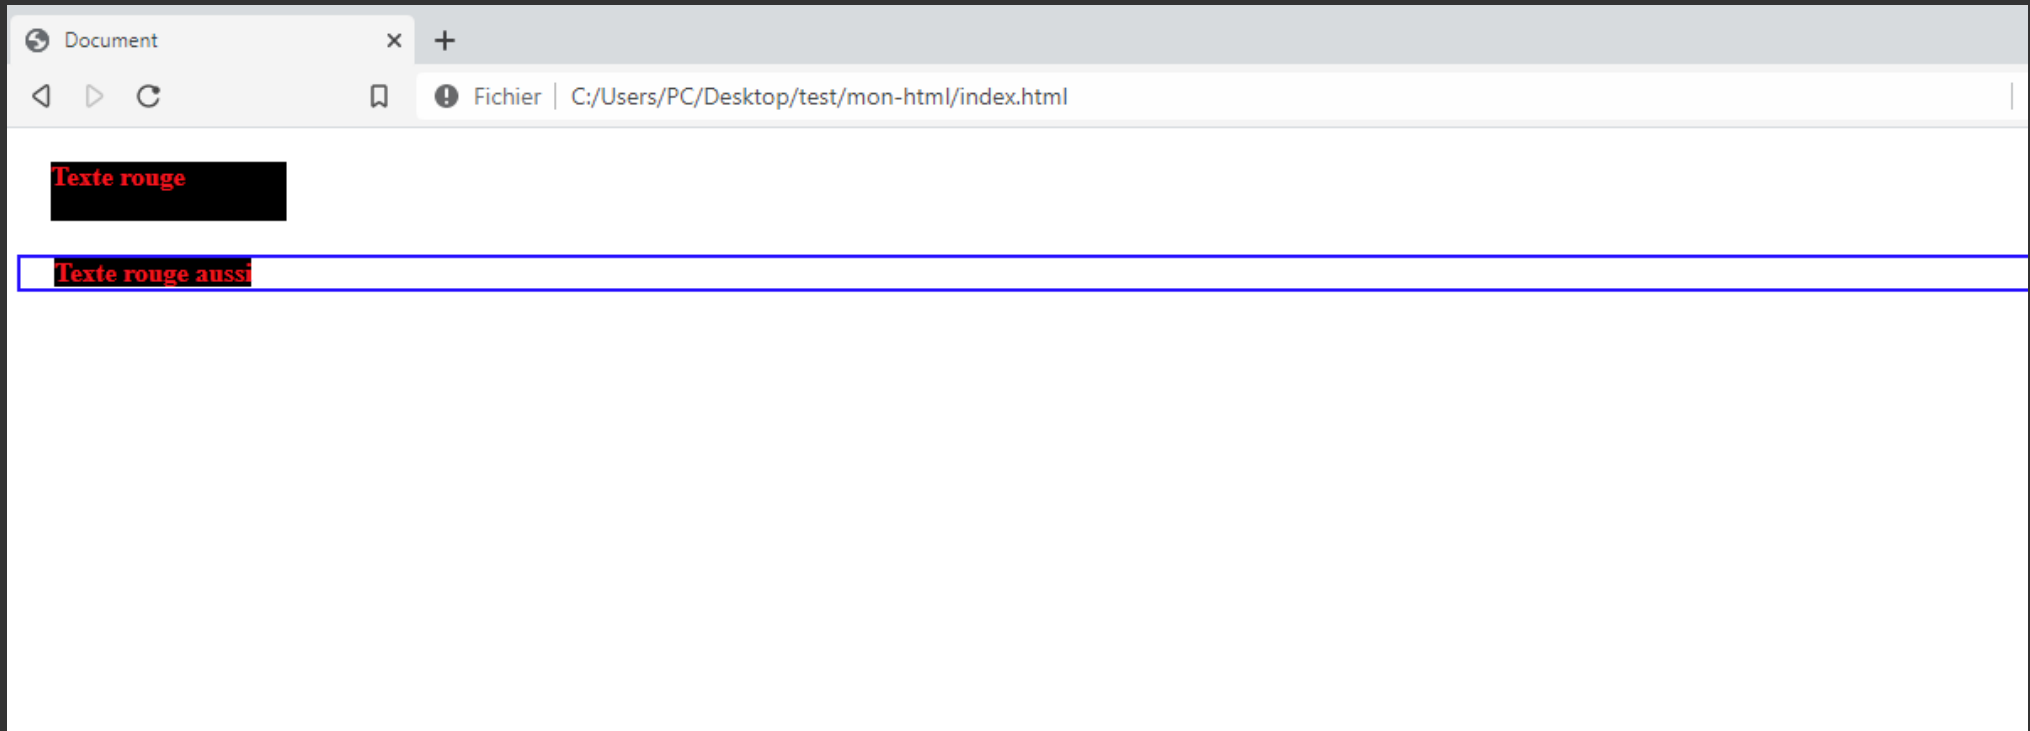 Document
Fichier C:/Users/PC/Desktop/test/mon-html/index.html
Texte rouge
Texte rouge aussi